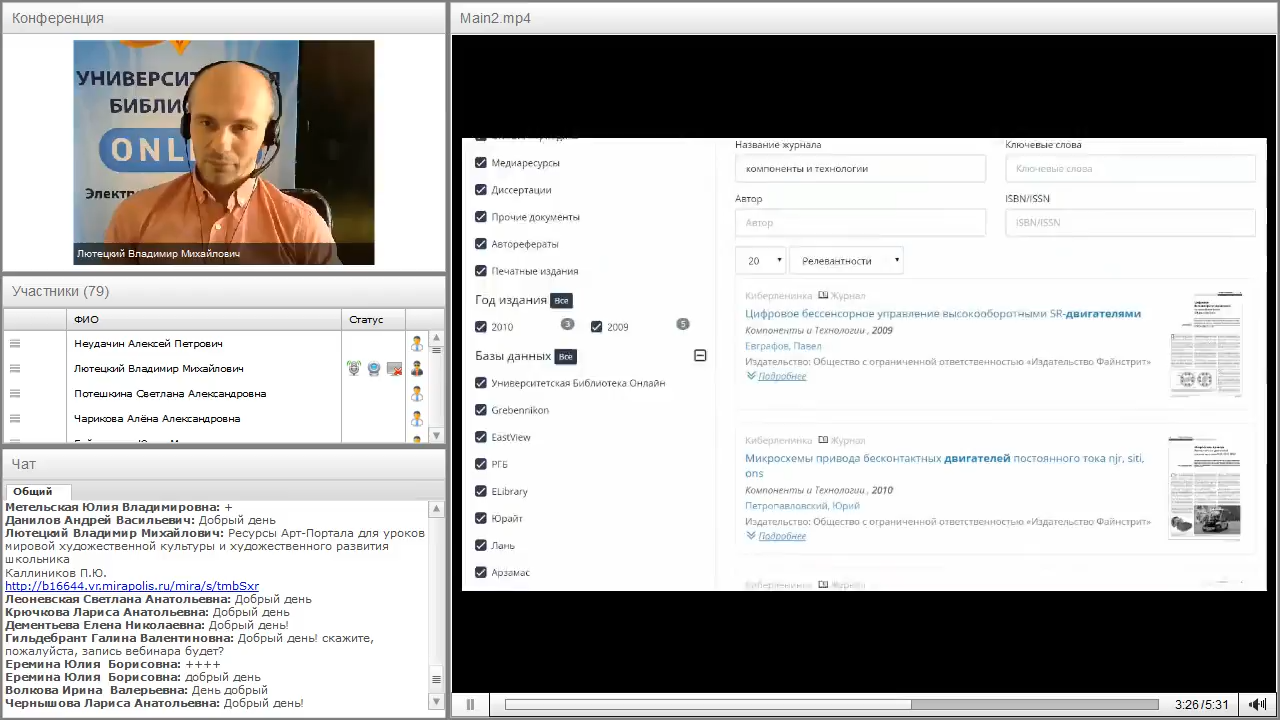 Конференция
УНИВЕРСИ
БИБЛИ
ONL
Элект
Лютецкий Владимир Михайлович
Участники (79)
ФИО
Статус
Неудачин Алексей Петрович
Лютецкий Владимир Михайлович
Потешкина Светлана Александровна
Чарикова Алёна Александровна
Чат
Общий
Метельская Юлия Владимировна: +
Данилов Андрей Васильевич: Добрый день
Лютецкий Владимир Михайлович: Ресурсы Арт-Портала для уроков
мировой художественной культуры и художественного развития
школьника
Каллиников П.Ю.
http://b16644.vr.mirapolis.ru/mira/s/tmbSxr
Леоневская Светлана Анатольевна: Добрый день
Крючкова Лариса Анатольевна: Добрый день
Дементьева Елена Николаевна: Добрый день!
Гильдебрант Галина Валентиновна: Добрый день! скажите,
пожалуйста, запись вебинара будет?
Еремина Юлия Борисовна: ++++
Еремина Юлия Борисовна: добрый день
Волкова Ирина Валерьевна: День добрый
Чернышова Лариса Анатольевна: Добрый день!
Main2.mp4
Медиаресурсы
Диссертации
Прочие документы
Авторефераты
Печатные издания
Год издания Все
2010 3 2009 5
Базы данных Все
Университетская Библиотека Онлайн
Grebennikon
EastView
РГБ
ELibrary
Юрайт
Лань
Арзамас
Название журнала
Ключевые слова
компоненты и технологии
Ключевые слова
Автор
ISBN/ISSN
Автор
ISBN/ISSN
20 Релевантности
Киберленинка Журнал
Цифровое бессенсорное управление высокооборотными SR-двигателями
Компоненты и Технологии , 2009
Евграфов, Павел
Издательство: Общество с ограниченной ответственностью «Издательство Файнстрит»
Подробнее
Киберленинка Журнал
Микросхемы привода бесконтактных двигателей постоянного тока njr, siti,
ons
Компоненты и Технологии , 2010
Петропавловский, Юрий
Издательство: Общество с ограниченной ответственностью «Издательство Файнстрит»
Подробнее
Киберленинка Журнал
3:26/5:31